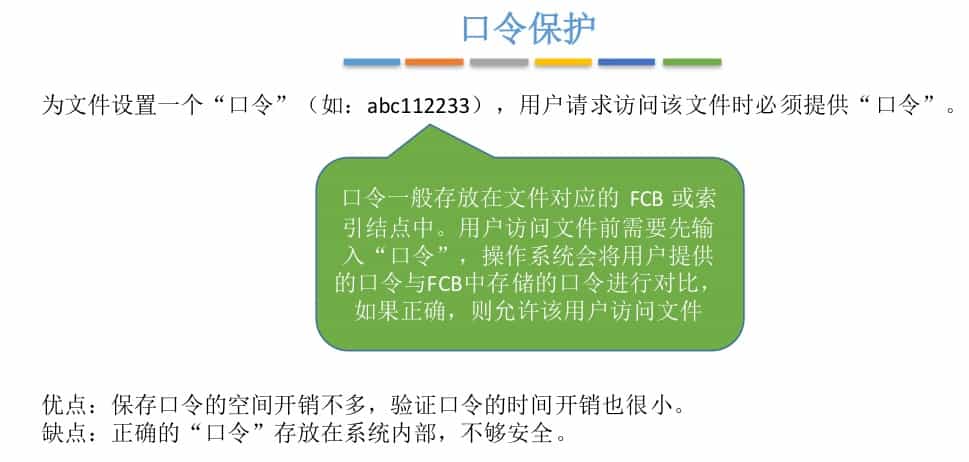 口令保护
为文件设置一个“口令”（如：abc112233），用户请求访问该文件时必须提供“口令”。
口令一般存放在文件对应的 FCB 或索
引结点中。用户访问文件前需要先输
入“口令”，操作系统会将用户提供
的口令与FCB中存储的口令进行对比，
如果正确，则允许该用户访问文件
优点：保存口令的空间开销不多，验证口令的时间开销也很小。
缺点：正确的“口令”存放在系统内部，不够安全。